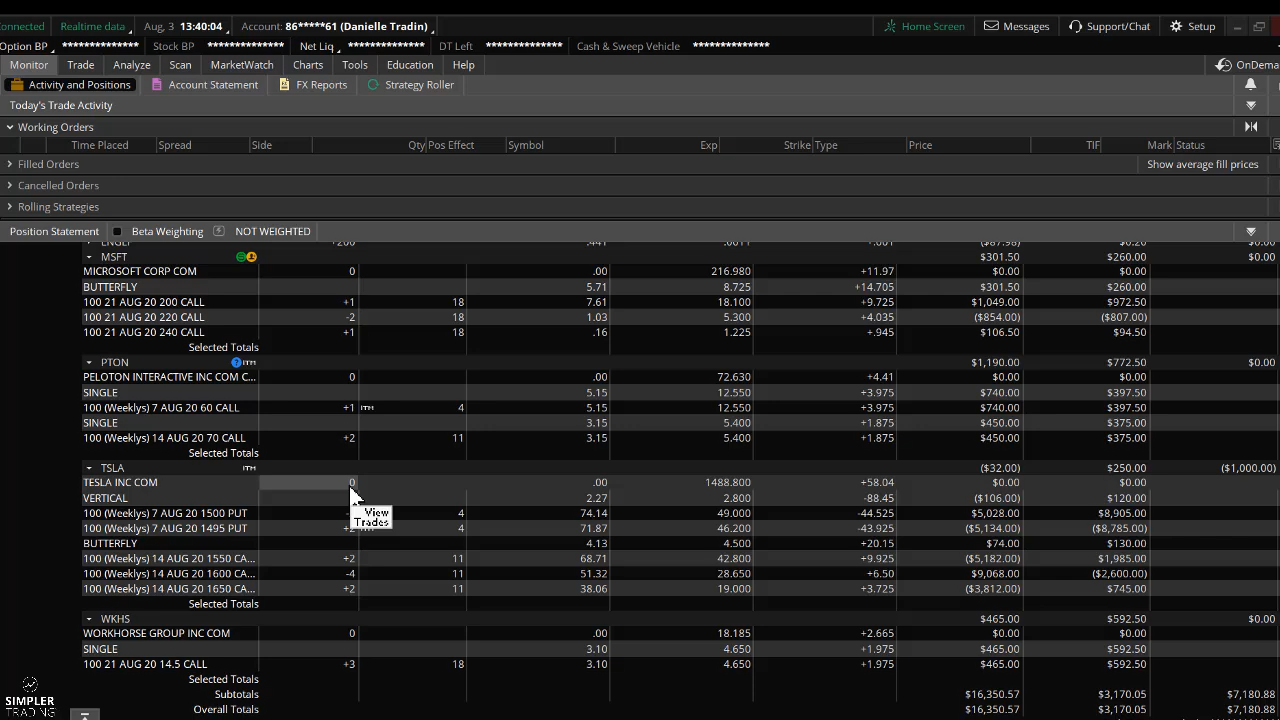 onnected Realtime data Aug, 3 13:40:04 Account: 86*****61 (Danielle Tradin) Home Screen Messages Support/Chat Setup
Option BP ************** Stock BP ************** Net Liq ************** DT Left ************** Cash & Sweep Vehicle **************
Monitor Trade Analyze Scan MarketWatch Charts Tools Education Help OnDema
Activity and Positions Account Statement FX Reports Strategy Roller
Today's Trade Activity
Working Orders
Time Placed Spread Side Qty Pos Effect Symbol Exp Strike Type Price TIF Mark Status
Filled Orders Show average fill prices
Cancelled Orders
Rolling Strategies
Position Statement Beta Weighting NOT WEIGHTED
+200 .441 .0011 +.001 ($87.98) $0.20 $0.00
MSFT $301.50 $260.00 $0.00
MICROSOFT CORP COM 0 .00 216.980 +11.97 $0.00 $0.00
BUTTERFLY 5.71 8.725 +14.705 $301.50 $260.00
100 21 AUG 20 200 CALL +1 18 7.61 18.100 +9.725 $1,049.00 $972.50
100 21 AUG 20 220 CALL -2 18 1.03 5.300 +4.035 ($854.00) ($807.00)
100 21 AUG 20 240 CALL +1 18 .16 1.225 +.945 $106.50 $94.50
Selected Totals
PTON ? ITM $1,190.00 $772.50 $0.00
PELOTON INTERACTIVE INC COM C... 0 .00 72.630 +4.41 $0.00 $0.00
SINGLE 5.15 12.550 +3.975 $740.00 $397.50
100 (Weeklys) 7 AUG 20 60 CALL +1 ITM 4 5.15 12.550 +3.975 $740.00 $397.50
SINGLE 3.15 5.400 +1.875 $450.00 $375.00
100 (Weeklys) 14 AUG 20 70 CALL +2 11 3.15 5.400 +1.875 $450.00 $375.00
Selected Totals
TSLA ITM ($32.00) $250.00 ($1,000.00)
TESLA INC COM 0 .00 1488.800 +58.04 $0.00 $0.00
VERTICAL 2.27 2.800 -88.45 ($106.00) $120.00
100 (Weeklys) 7 AUG 20 1500 PUT - View 4 74.14 49.000 -44.525 $5,028.00 $8,905.00
100 (Weeklys) 7 AUG 20 1495 PUT +2 Trades 4 71.87 46.200 -43.925 ($5,134.00) ($8,785.00)
BUTTERFLY 4.13 4.500 +20.15 $74.00 $130.00
100 (Weeklys) 14 AUG 20 1550 CA... +2 11 68.71 42.800 +9.925 ($5,182.00) $1,985.00
100 (Weeklys) 14 AUG 20 1600 CA... -4 11 51.32 28.650 +6.50 $9,068.00 ($2,600.00)
100 (Weeklys) 14 AUG 20 1650 CA... +2 11 38.06 19.000 +3.725 ($3,812.00) $745.00
Selected Totals
WKHS $465.00 $592.50 $0.00
WORKHORSE GROUP INC COM 0 .00 18.185 +2.665 $0.00 $0.00
SINGLE 3.10 4.650 +1.975 $465.00 $592.50
100 21 AUG 20 14.5 CALL +3 18 3.10 4.650 +1.975 $465.00 $592.50
Selected Totals
Subtotals $16,350.57 $3,170.05 $7,180.88
Overall Totals $16,350.57 $3,170.05 $7,180.88
SIMPLER
TRADING